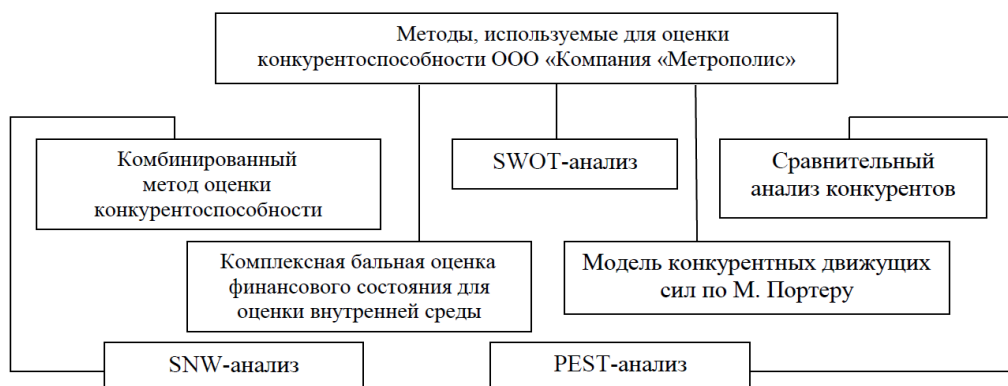 Методы, используемые для оценки
конкурентоспособности ООО «Компания «Метрополис»
Комбинированный
метод оценки
конкурентоспособности
SWOT-анализ
Сравнительный
анализ конкурентов
Комплексная бальная оценка
финансового состояния для
оценки внутренней среды
Модель конкурентных движущих
сил по М. Портеру
SNW-анализ
PEST-анализ